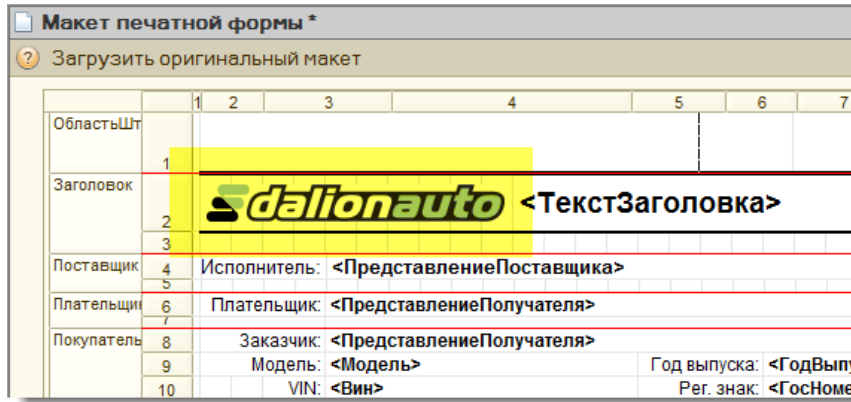 Макет печатной формы *
? Загрузить оригинальный макет
1 2 3 4 5 6 7
ОбластьШт
1
Заголовок
dalionauto <ТекстЗаголовка>
2
3
Поставщик 4 Исполнитель: <ПредставлениеПоставщика>
5
Плательщи 6 Плательщик: <ПредставлениеПолучателя>
7
Покупатель 8 Заказчик: <ПредставлениеПолучателя>
9 Модель: <Модель> Год выпуска: <ГодВыпу
10 VIN: <Вин> Рег. знак: <ГосНоме